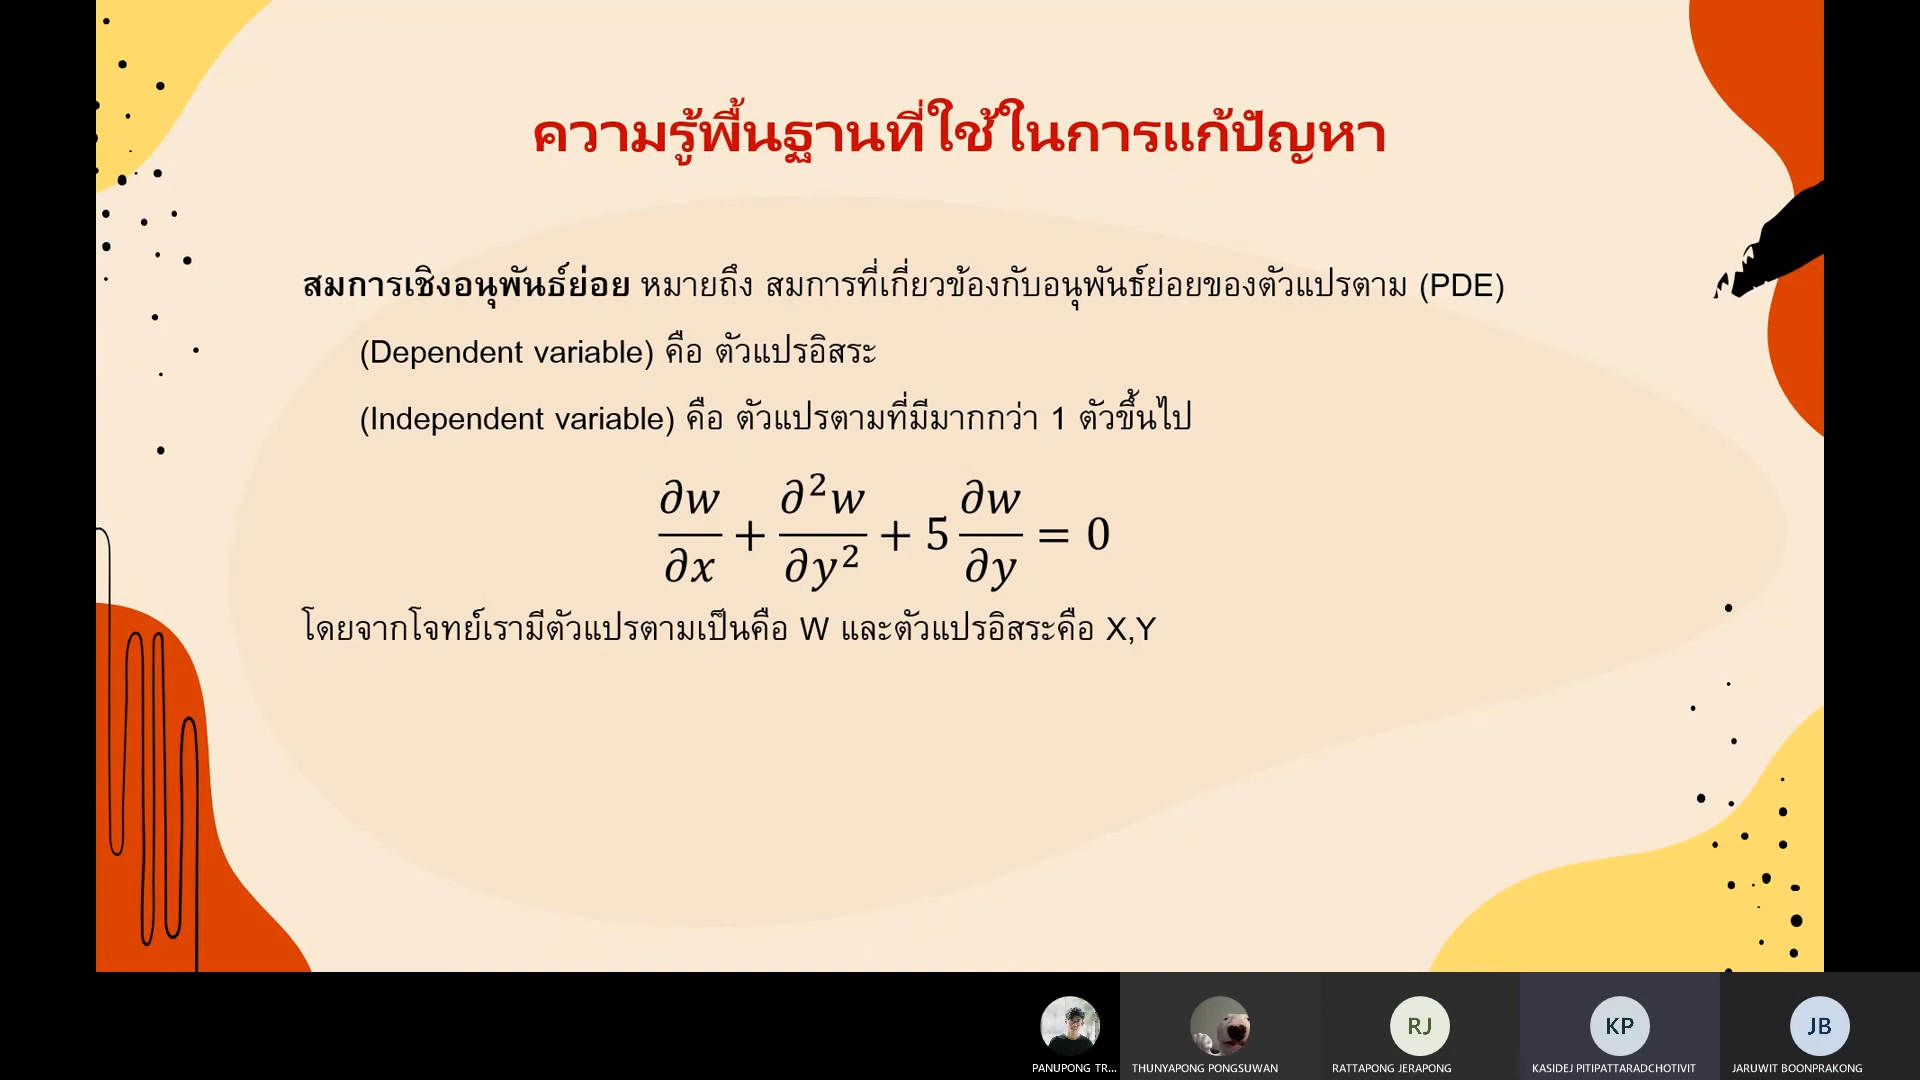 ความรู้พื้นฐานที่ใช้ในการแก้ปัญหา
สมการเชิงอนุพันธ์ย่อย หมายถึง สมการที่เกี่ยวข้องกับอนุพันธ์ย่อยของตัวแปรตาม (PDE)
(Dependent variable) คือ ตัวแปรอิสระ
(Independent variable) คือ ตัวแปรตามที่มีมากกว่า 1 ตัวขึ้นไป
∂w/∂x + ∂²w/∂y² + 5 ∂w/∂y = 0
โดยจากโจทย์เรามีตัวแปรตามเป็นคือ W และตัวแปรอิสระคือ X,Y
RJ KP JB
PANUPONG TR... THUNYAPONG PONGSUWAN RATTAPONG JERAPONG KASIDEJ PITIPATTARADCHOTIVIT JARUWIT BOONPRAKONG